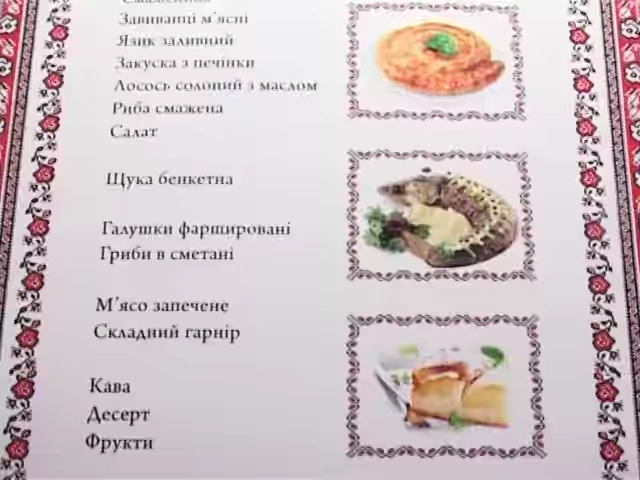 Завиванці м'ясні
Язик заливний
Закуска з печінки
Лосось солоний з маслом
Риба смажена
Салат
Щука бенкетна
Галушки фаршировані
Гриби в сметані
М'ясо запечене
Складний гарнір
Кава
Десерт
Фрукти